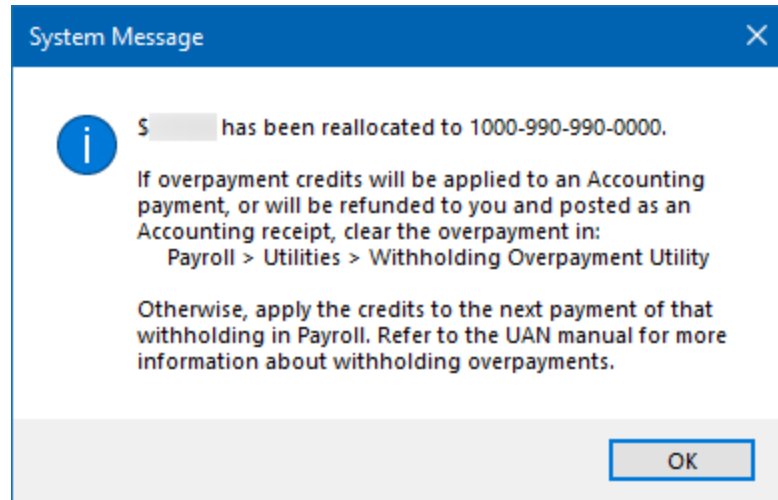 System Message
$ has been reallocated to 1000-990-990-0000.
If overpayment credits will be applied to an Accounting
payment, or will be refunded to you and posted as an
Accounting receipt, clear the overpayment in:
Payroll > Utilities > Withholding Overpayment Utility
Otherwise, apply the credits to the next payment of that
withholding in Payroll. Refer to the UAN manual for more
information about withholding overpayments.
OK